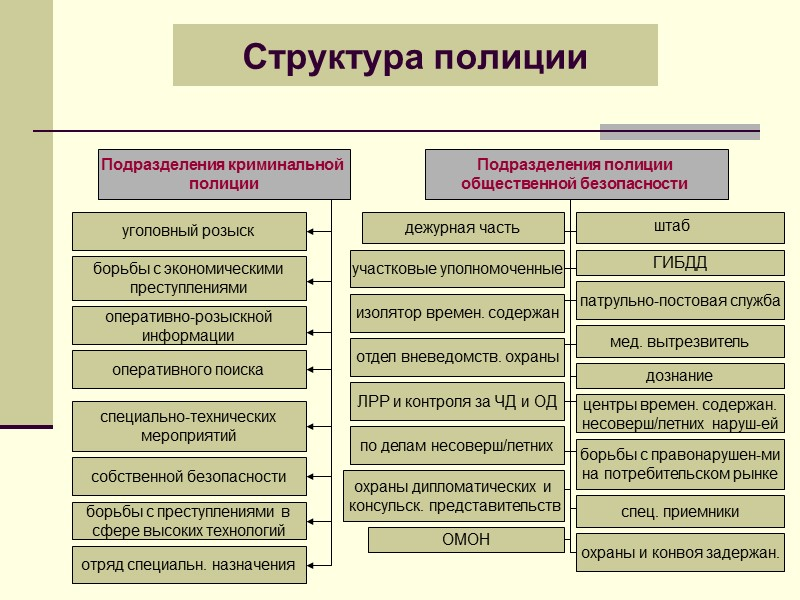 Структура полиции
Подразделения криминальной
полиции
уголовный розыск
борьбы с экономическими
преступлениями
оперативно-розыскной
информации
оперативного поиска
специально-технических
мероприятий
собственной безопасности
борьбы с преступлениями в
сфере высоких технологий
отряд специальн. назначения
Подразделения полиции
общественной безопасности
дежурная часть
участковые уполномоченные
изолятор времен. содержан
отдел вневедомств. охраны
ЛРР и контроля за ЧД и ОД
по делам несоверш/летних
охраны дипломатических и
консульск. представительств
ОМОН
штаб
ГИБДД
патрульно-постовая служба
мед. вытрезвитель
дознание
центры времен. содержан.
несоверш/летних наруш-ей
борьбы с правонарушен-ми
на потребительском рынке
спец. приемники
охраны и конвоя задержан.